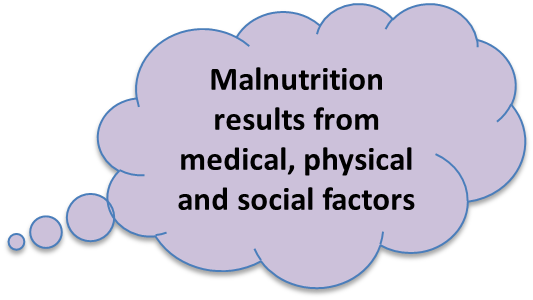 Malnutrition
results from
medical, physical
and social factors